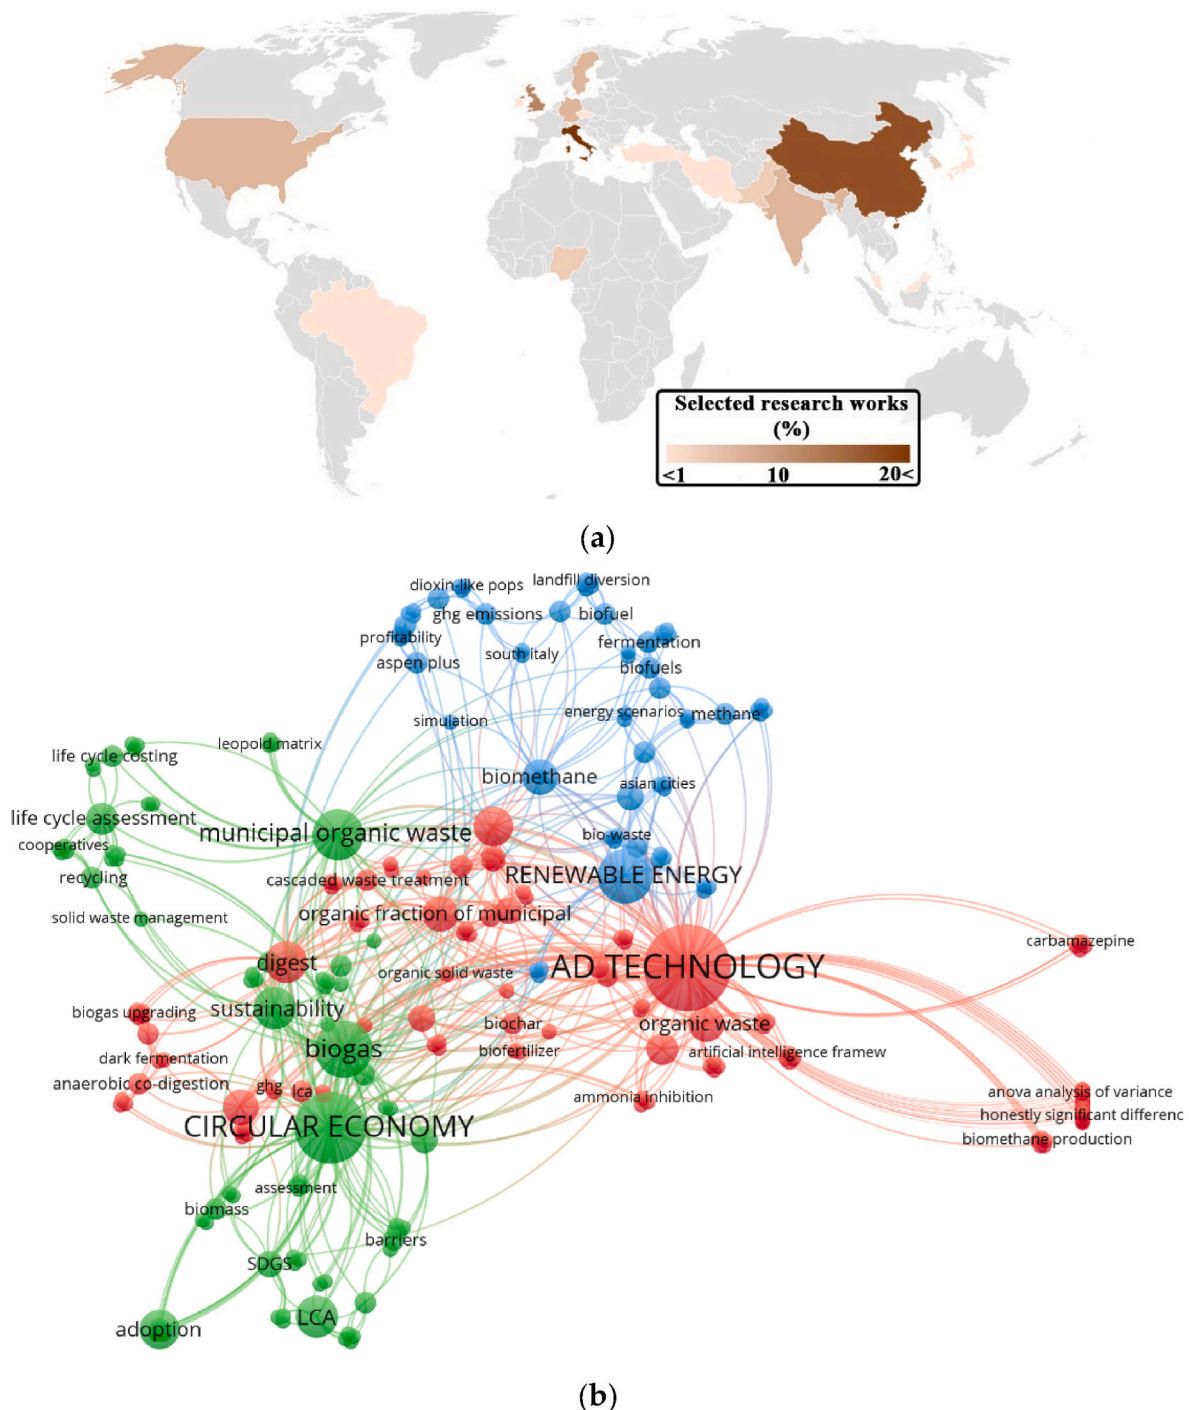 Selected research works
(%)
<1 10 20<
(a)
dioxin-like pops
landfill diversion
ghg emissions
biofuel
profitability
fermentation
south italy
aspen plus
biofuels
simulation
energy scenarios
methane
leopold matrix
life cycle costing
biomethane
asian cities
life cycle assessment
municipal organic waste
bio-waste
cooperatives
recycling
cascaded waste treatment
RENEWABLE ENERGY
solid waste management
organic fraction of municipal
carbamazepine
digest
organic solid waste
AD TECHNOLOGY
biogas upgrading
sustainability
biochar
organic waste
dark fermentation
biogas
biofertilizer
artificial intelligence framew
anaerobic co-digestion
ghg
lca
ammonia inhibition
anova analysis of variance
honestly significant differenc
CIRCULAR ECONOMY
biomethane production
assessment
biomass
barriers
SDGS
LCA
adoption
(b)